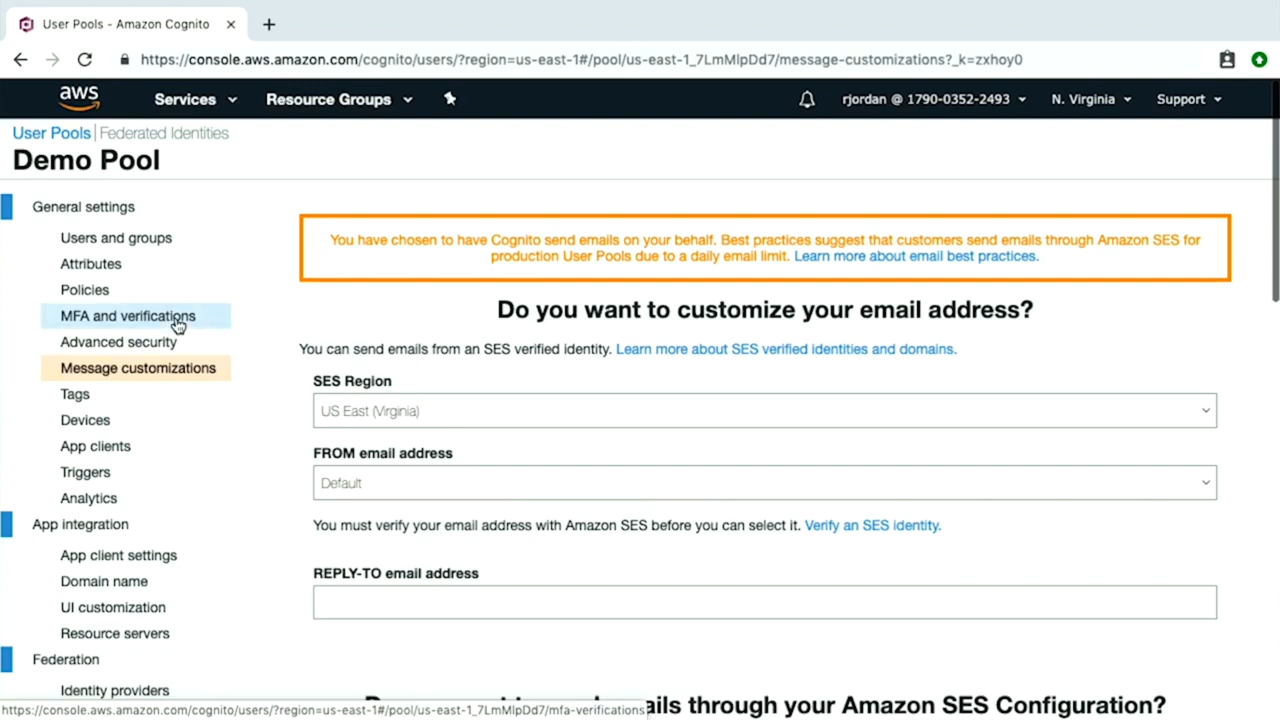 User Pools - Amazon Cognito
https://console.aws.amazon.com/cognito/users/?region=us-east-1#/pool/us-east-1_7LmMlpDd7/message-customizations?_k=zxhoy0
aws Services Resource Groups rjordan @ 1790-0352-2493 N. Virginia Support
User Pools | Federated Identities
Demo Pool
General settings
Users and groups
Attributes
Policies
MFA and verifications
Advanced security
Message customizations
Tags
Devices
App clients
Triggers
Analytics
App integration
App client settings
Domain name
UI customization
Resource servers
Federation
Identity providers
You have chosen to have Cognito send emails on your behalf. Best practices suggest that customers send emails through Amazon SES for
production User Pools due to a daily email limit. Learn more about email best practices.
Do you want to customize your email address?
You can send emails from an SES verified identity. Learn more about SES verified identities and domains.
SES Region
US East (Virginia)
FROM email address
Default
You must verify your email address with Amazon SES before you can select it. Verify an SES identity.
REPLY-TO email address
ails through your Amazon SES Configuration?
https://console.aws.amazon.com/cognito/users/?region=us-east-1#/pool/us-east-1_7LmMlpDd7/mfa-verifications